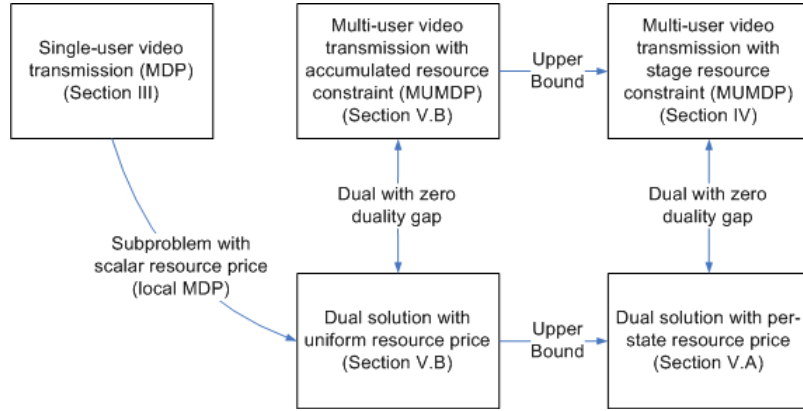 Single-user video
transmission (MDP)
(Section III)
Multi-user video
transmission with
accumulated resource
constraint (MUMDP)
(Section V.B)
Upper
Bound
Multi-user video
transmission with
stage resource
constraint (MUMDP)
(Section IV)
Dual with zero
duality gap
Dual with zero
duality gap
Subproblem with
scalar resource price
(local MDP)
Dual solution with
uniform resource price
(Section V.B)
Upper
Bound
Dual solution with per-
state resource price
(Section V.A)